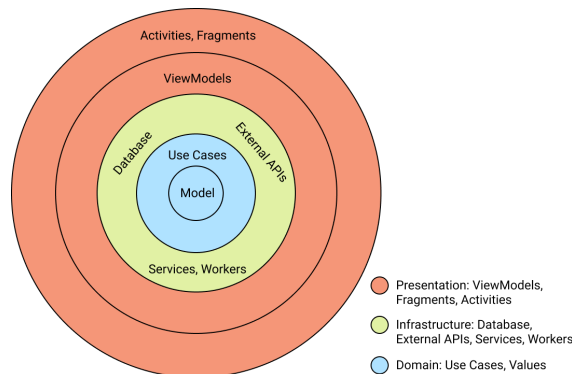 Activities, Fragments
ViewModels
Database
External APIs
Use Cases
Model
Services, Workers
Presentation: ViewModels,
Fragments, Activities
Infrastructure: Database,
External APIs, Services, Workers
Domain: Use Cases, Values